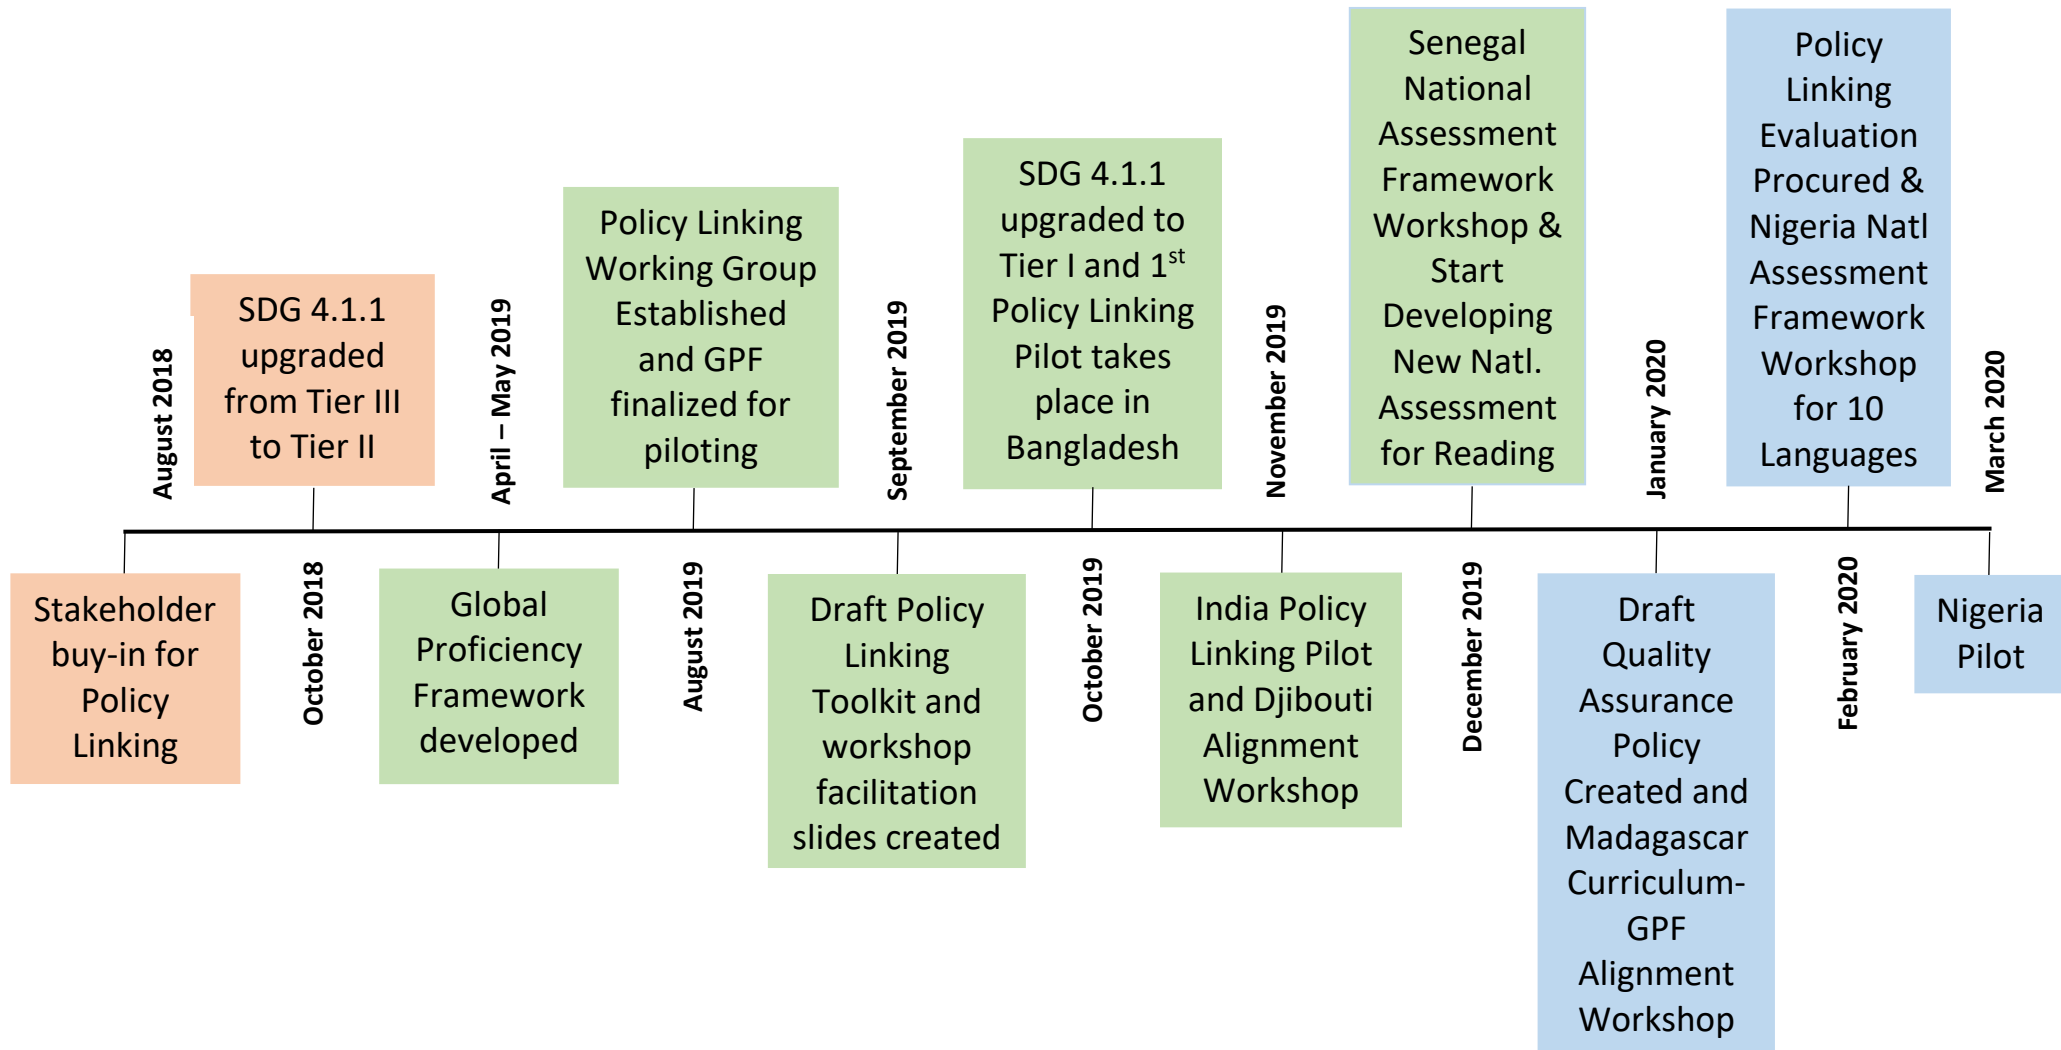 August 2018
Stakeholder
buy-in for
Policy
Linking
October 2018
SDG 4.1.1
upgraded
from Tier III
to Tier II
April – May 2019
Global
Proficiency
Framework
developed
August 2019
Policy Linking
Working Group
Established
and GPF
finalized for
piloting
September 2019
Draft Policy
Linking
Toolkit and
workshop
facilitation
slides created
October 2019
SDG 4.1.1
upgraded to
Tier I and 1st
Policy Linking
Pilot takes
place in
Bangladesh
November 2019
India Policy
Linking Pilot
and Djibouti
Alignment
Workshop
December 2019
Senegal
National
Assessment
Framework
Workshop &
Start
Developing
New Natl.
Assessment
for Reading
January 2020
Draft
Quality
Assurance
Policy
Created and
Madagascar
Curriculum-
GPF
Alignment
Workshop
February 2020
Policy
Linking
Evaluation
Procured &
Nigeria Natl
Assessment
Framework
Workshop
for 10
Languages
March 2020
Nigeria
Pilot